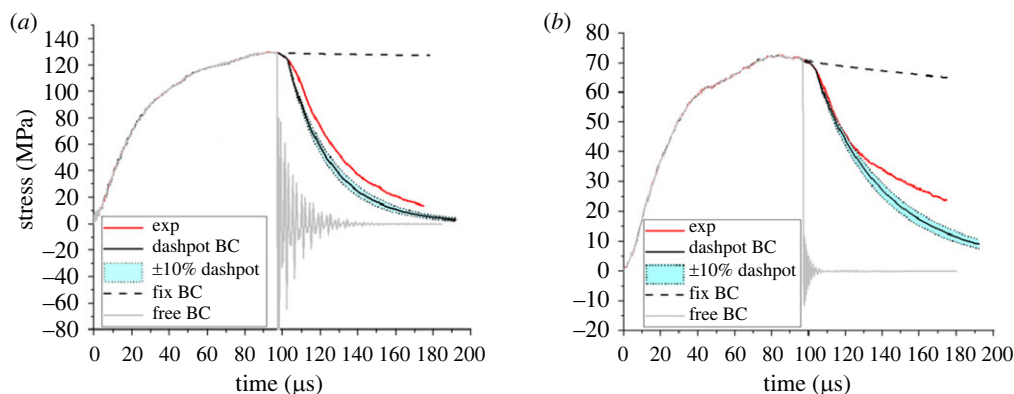 (a)
stress (MPa)
140
120
100
80
60
40
20
0
–20
–40
–60
–80
exp
dashpot BC
±10% dashpot
fix BC
free BC
0 20 40 60 80 100 120 140 160 180 200
time (μs)
(b)
80
70
60
50
40
30
20
10
0
–10
–20
exp
dashpot BC
±10% dashpot
fix BC
free BC
0 20 40 60 80 100 120 140 160 180 200
time (μs)